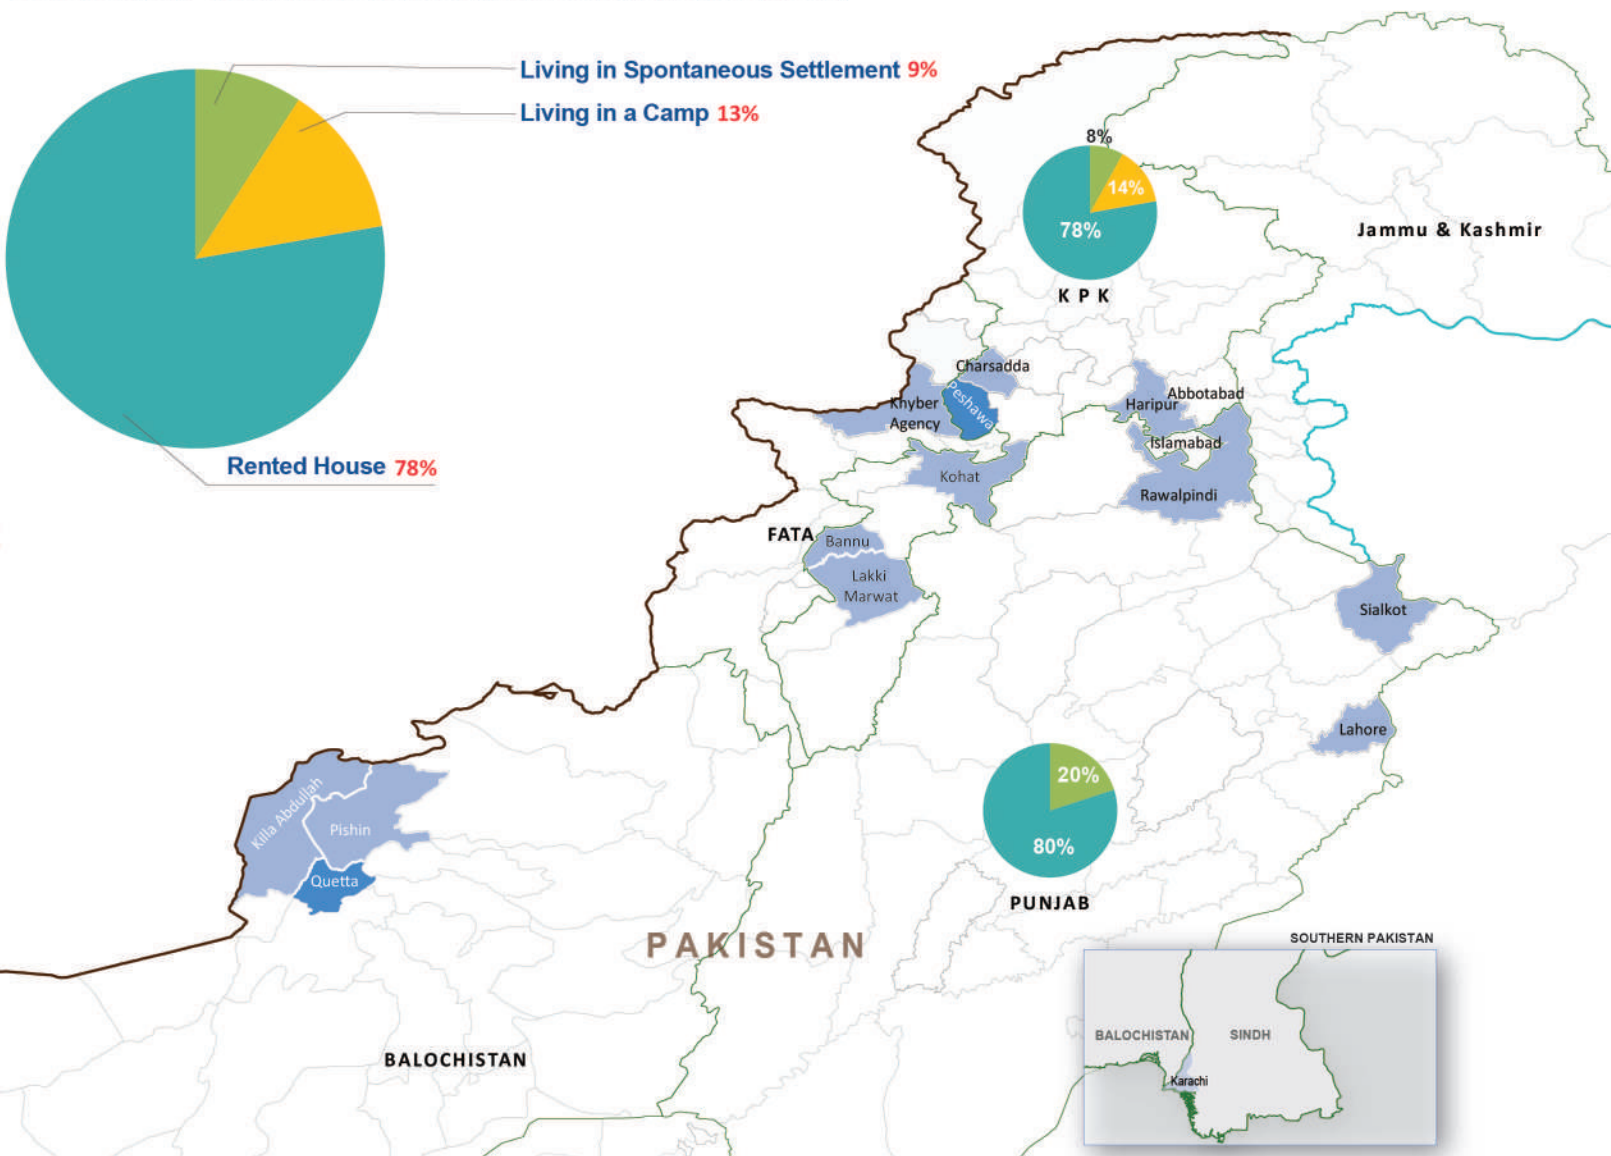 Living in Spontaneous Settlement 9%
Living in a Camp 13%
Rented House 78%
8%
14%
78%
K P K
Jammu & Kashmir
Charsadda
Peshawa
Khyber
Agency
Haripur
Abbotabad
Islamabad
Rawalpindi
Kohat
FATA
Bannu
Lakki
Marwat
Sialkot
Lahore
20%
80%
PUNJAB
Killa Abdullah
Pishin
Quetta
PAKISTAN
BALOCHISTAN
SOUTHERN PAKISTAN
BALOCHISTAN
SINDH
Karachi